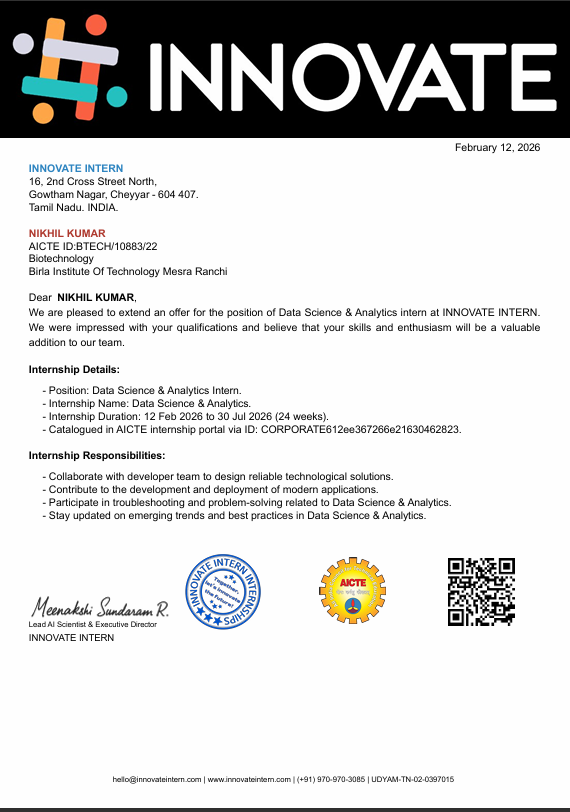 INNOVATE
February 12, 2026
INNOVATE INTERN
16, 2nd Cross Street North,
Gowtham Nagar, Cheyyar - 604 407.
Tamil Nadu. INDIA.
NIKHIL KUMAR
AICTE ID:BTECH/10883/22
Biotechnology
Birla Institute Of Technology Mesra Ranchi
Dear NIKHIL KUMAR,
We are pleased to extend an offer for the position of Data Science & Analytics intern at INNOVATE INTERN.
We were impressed with your qualifications and believe that your skills and enthusiasm will be a valuable
addition to our team.
Internship Details:
- Position: Data Science & Analytics Intern.
- Internship Name: Data Science & Analytics.
- Internship Duration: 12 Feb 2026 to 30 Jul 2026 (24 weeks).
- Catalogued in AICTE internship portal via ID: CORPORATE612ee367266e21630462823.
Internship Responsibilities:
- Collaborate with developer team to design reliable technological solutions.
- Contribute to the development and deployment of modern applications.
- Participate in troubleshooting and problem-solving related to Data Science & Analytics.
- Stay updated on emerging trends and best practices in Data Science & Analytics.
Meenakshi Sundaram R.
Lead AI Scientist & Executive Director
INNOVATE INTERN
INNOVATE INTERN INTERNSHIPS
Together,
let's Innovate
the Future!
AICTE
hello@innovateintern.com | www.innovateintern.com | (+91) 970-970-3085 | UDYAM-TN-02-0397015